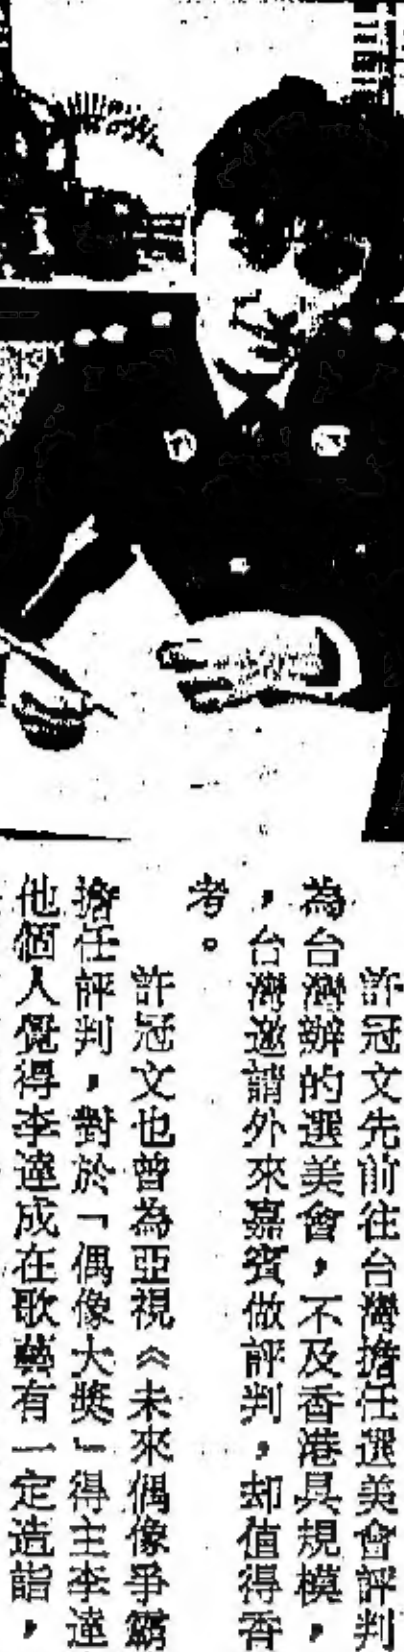 許冠文先前往台灣擔任選美會評判
為台灣辦的選美會，不及香港具規模，
，台灣邀請外來嘉賓做評判，却值得香
考。
許冠文也曾為亞視《未來偶像爭霸
擔任評判，對於「偶像大獎」得主李達
他個人覺得李達成在歌藝有一定造詣，